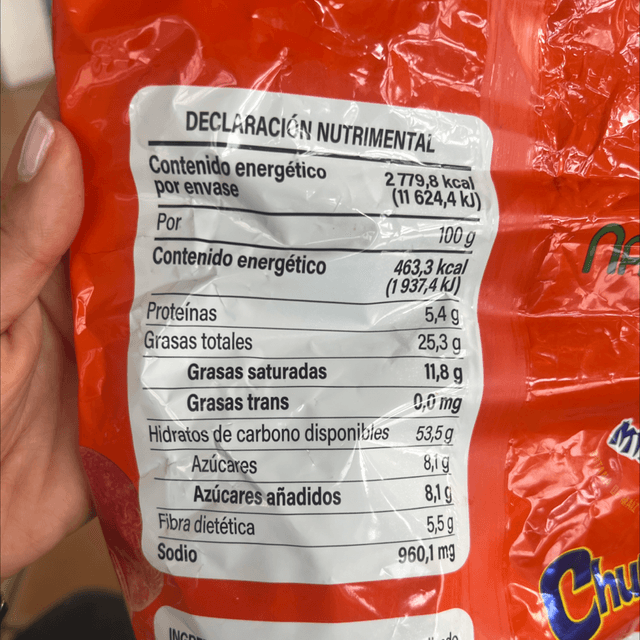 DECLARACIÓN NUTRIMENTAL
Contenido energético por envase 2 779,8 kcal
(11 624,4 kJ)
Por 100 g
Contenido energético 463,3 kcal
(1 937,4 kJ)
Proteínas 5,4 g
Grasas totales 25,3 g
Grasas saturadas 11,8 g
Grasas trans 0,0 mg
Hidratos de carbono disponibles 53,5 g
Azúcares 8,1 g
Azúcares añadidos 8,1 g
Fibra dietética 5,5 g
Sodio 960,1 mg
Chu